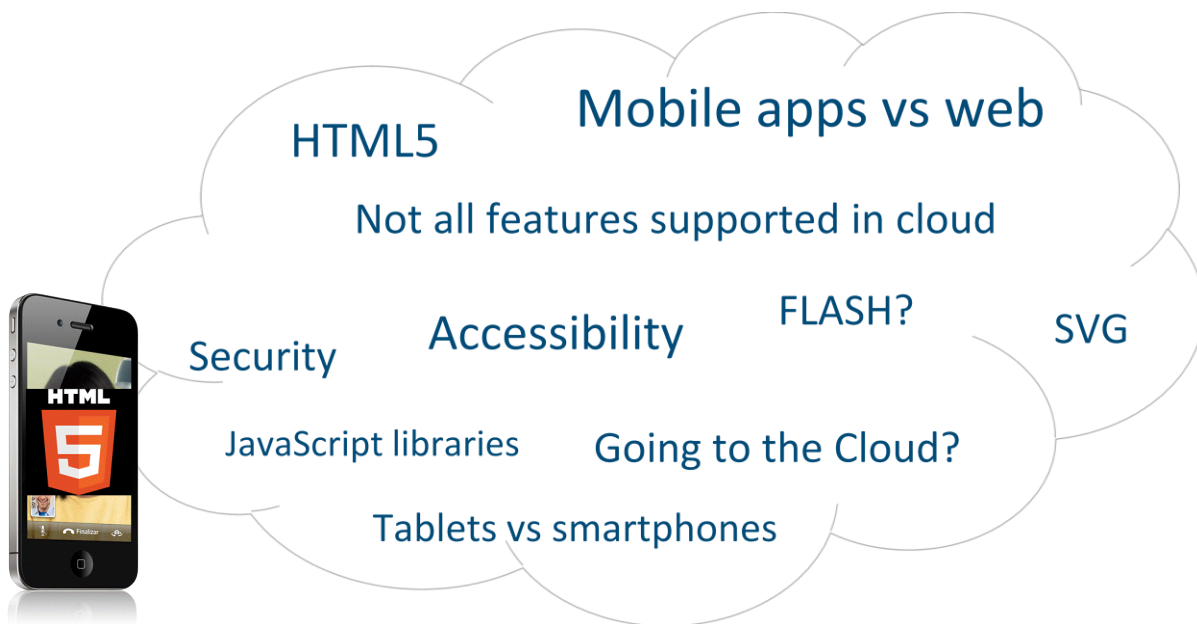 Mobile apps vs web
HTML5
Not all features supported in cloud
FLASH?
Accessibility
SVG
Security
HTML
5
JavaScript libraries
Going to the Cloud?
Tablets vs smartphones
Finalizar